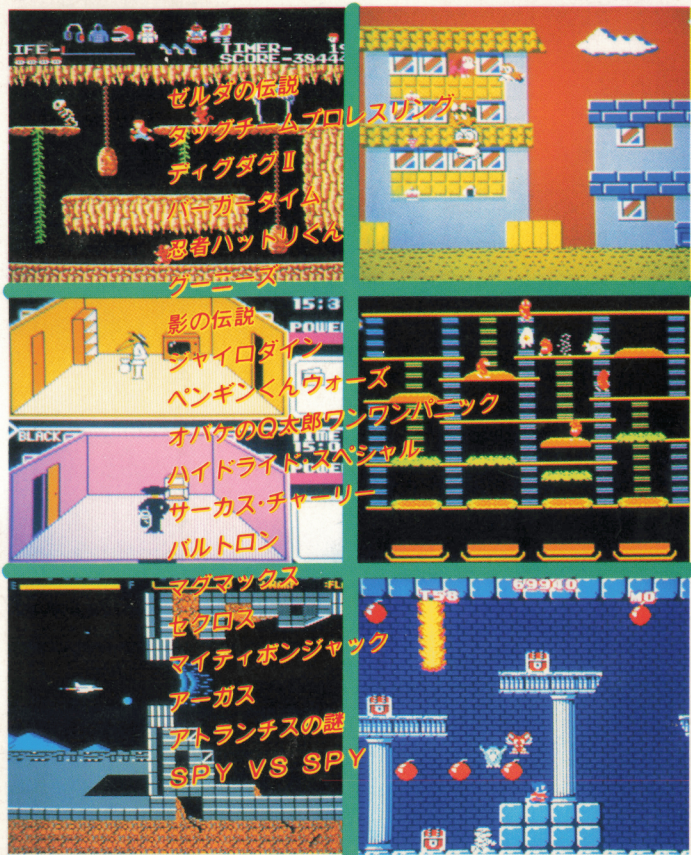 LIFE-
TIMER-
SCORE-38444
ゼルダの伝説
タッグチームプロレスリング
ディグダグⅡ
バーガータイム
忍者ハットリくん
グーニーズ
影の伝説
ジャイロダイン
ペンギンくんウォーズ
オバケのQ太郎ワンワンパニック
ハイドライド・スペシャル
サーカス・チャーリー
バルトロン
マグマックス
セクロス
マイティボンジャック
アーガス
アトランチスの謎
SPY VS SPY
15:3
POWE
BLACK
TIME
15:0
T58
69940
M0